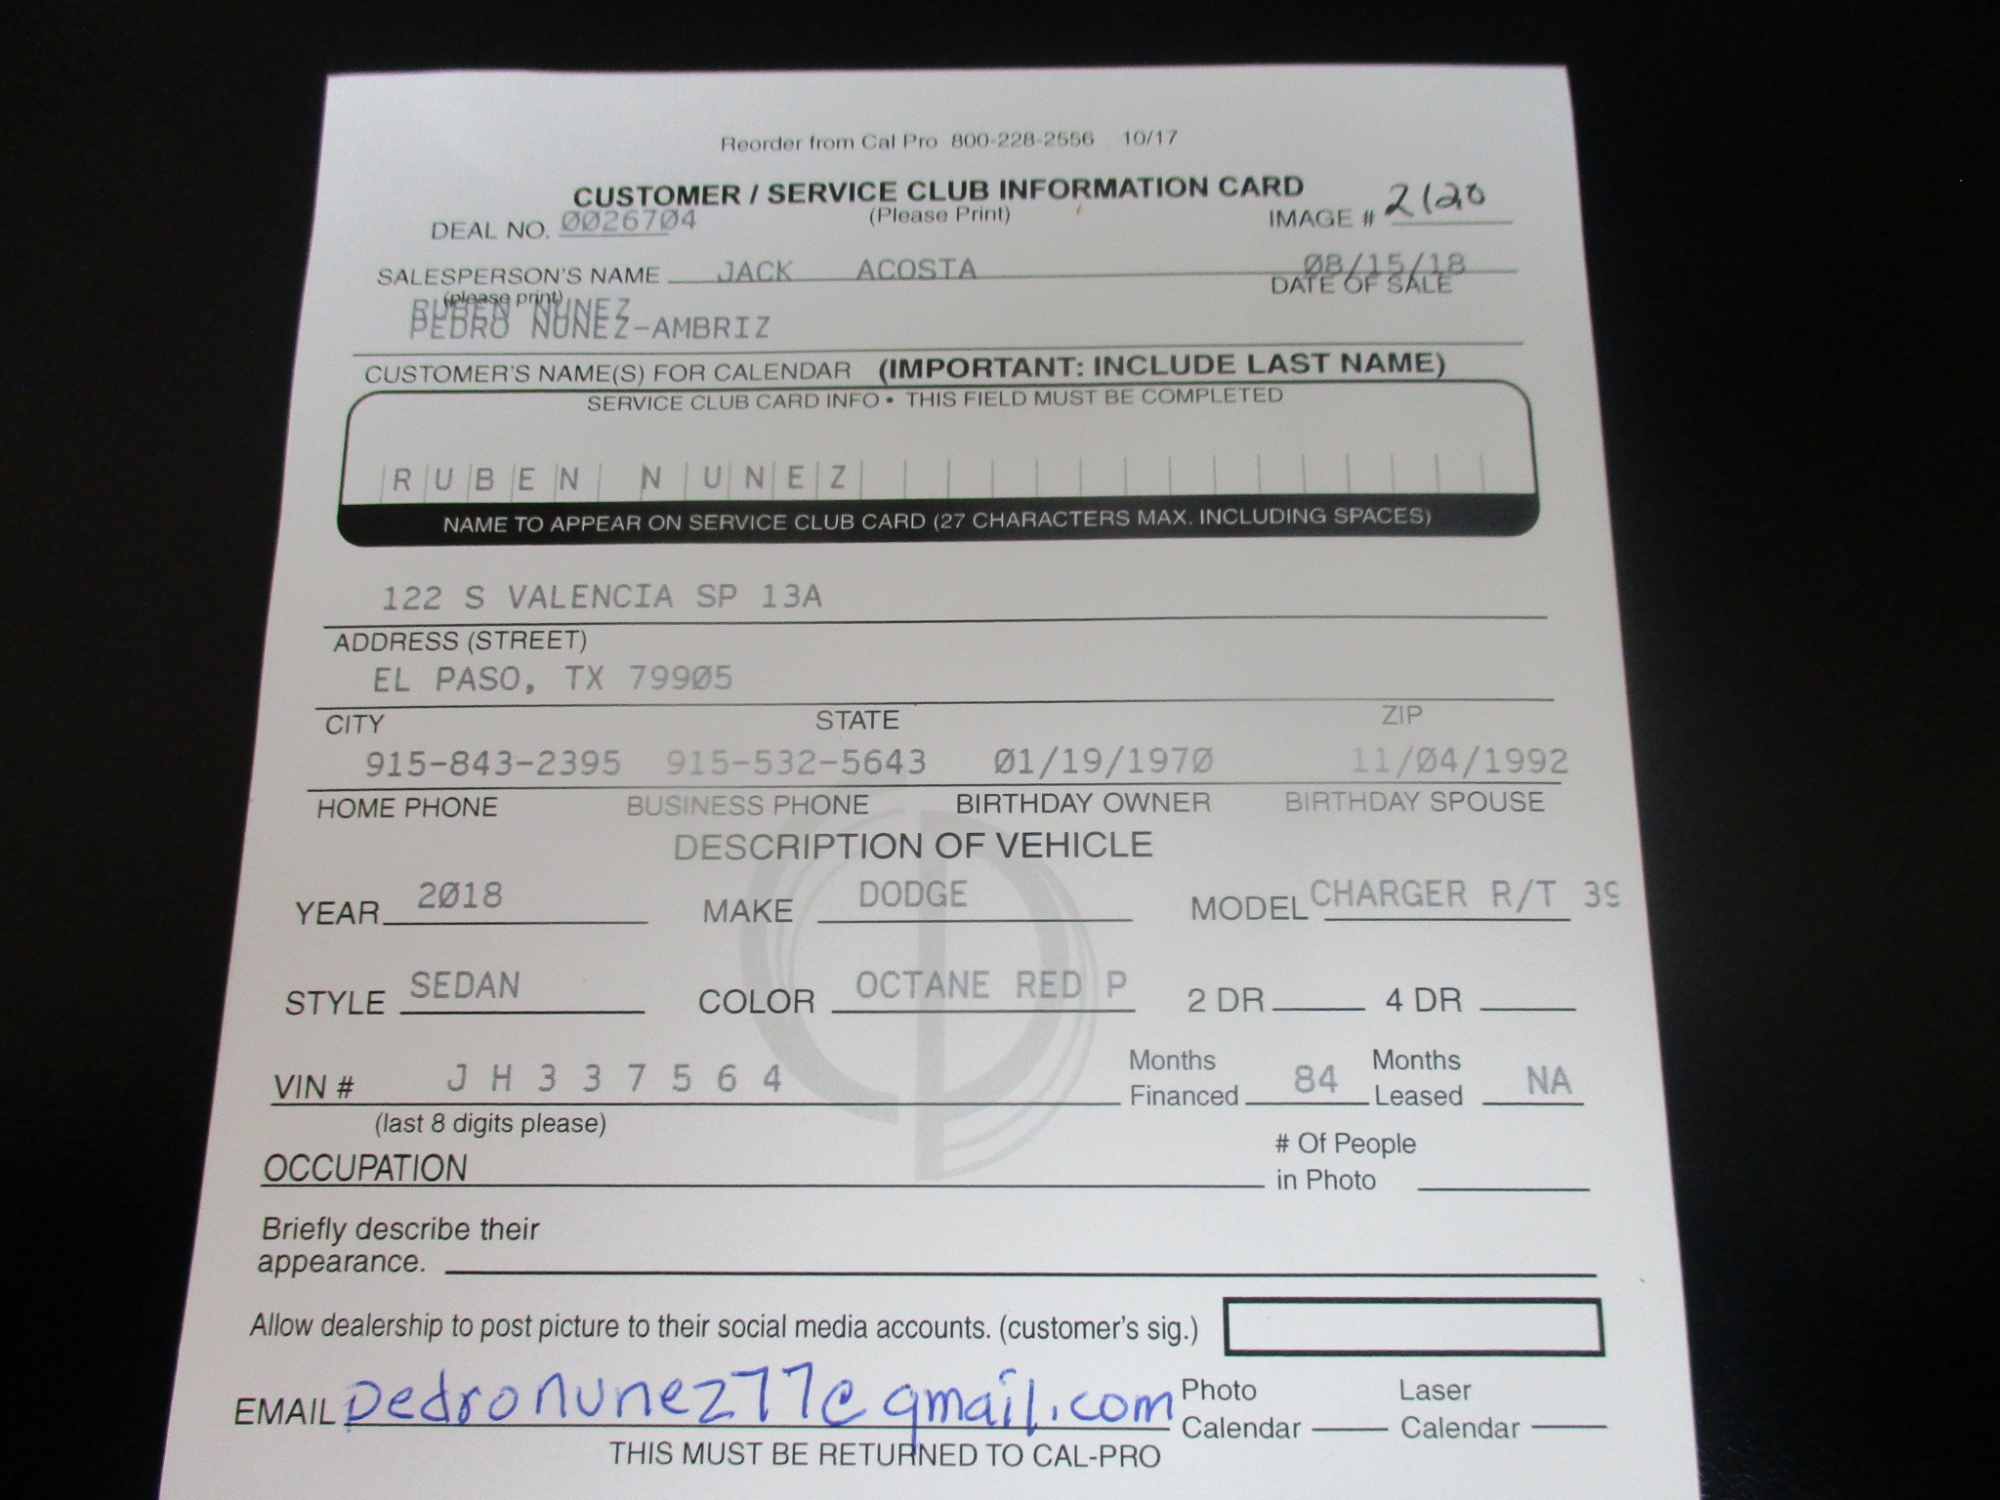 Reorder from Cal Pro 800-228-2556 10/17
CUSTOMER / SERVICE CLUB INFORMATION CARD
(Please Print)
DEAL NO. 0026704
IMAGE # 2120
SALESPERSON'S NAME JACK ACOSTA 08/15/18
(please print) DATE OF SALE
RUBEN NUNEZ
PEDRO NUNEZ-AMBRIZ
CUSTOMER'S NAME(S) FOR CALENDAR (IMPORTANT: INCLUDE LAST NAME)
SERVICE CLUB CARD INFO • THIS FIELD MUST BE COMPLETED
RUBEN NUNEZ
NAME TO APPEAR ON SERVICE CLUB CARD (27 CHARACTERS MAX. INCLUDING SPACES)
122 S VALENCIA SP 13A
ADDRESS (STREET)
EL PASO, TX 79905
CITY STATE ZIP
915-843-2395 915-532-5643 01/19/1970 11/04/1992
HOME PHONE BUSINESS PHONE BIRTHDAY OWNER BIRTHDAY SPOUSE
DESCRIPTION OF VEHICLE
YEAR 2018 MAKE DODGE MODEL CHARGER R/T 39
STYLE SEDAN COLOR OCTANE RED P 2 DR 4 DR
VIN # JH337564 Months Financed 84 Months Leased NA
(last 8 digits please)
OCCUPATION # Of People in Photo
Briefly describe their
appearance.
Allow dealership to post picture to their social media accounts. (customer's sig.)
EMAIL pedronunez77@gmail.com Photo Calendar Laser Calendar
THIS MUST BE RETURNED TO CAL-PRO